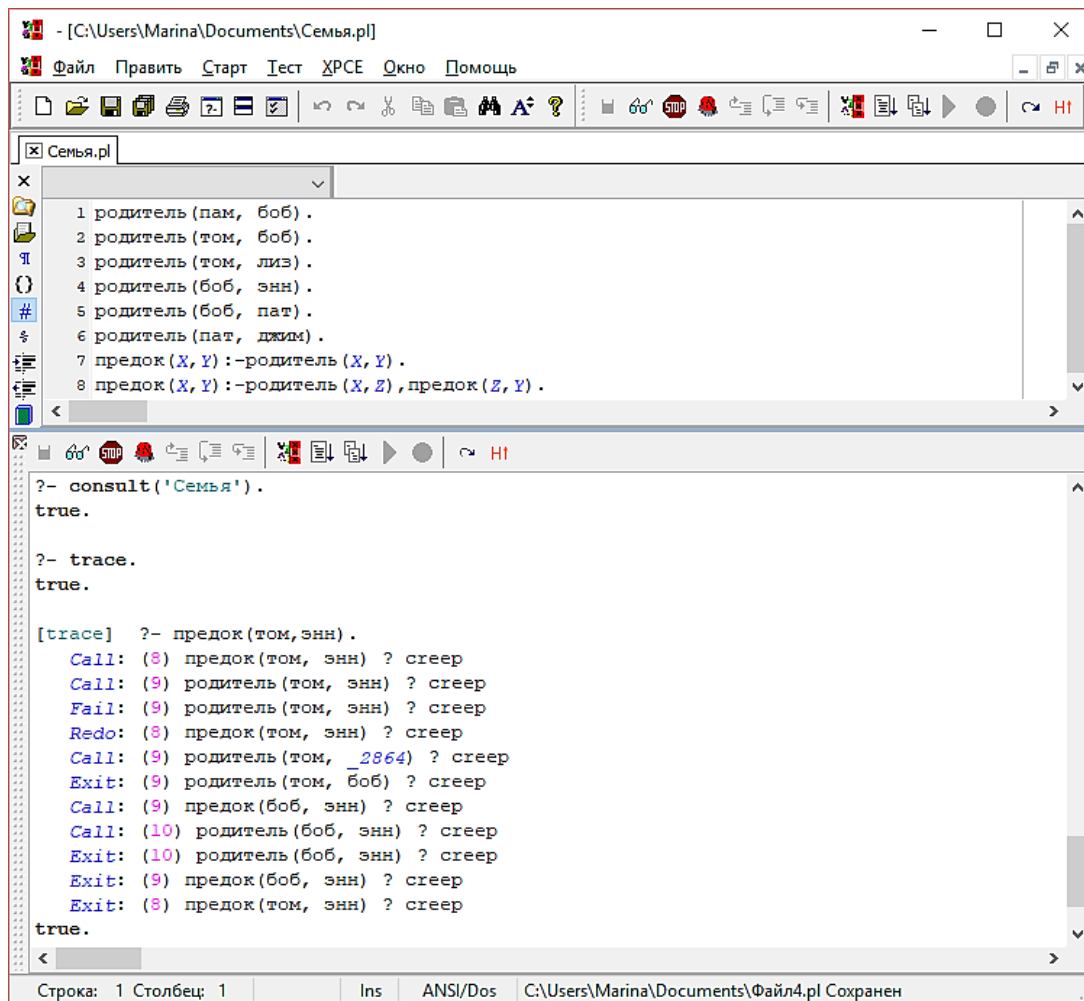 - [C:\Users\Marina\Documents\Семья.pl]
Файл Править Старт Тест XPCE Окно Помощь
Семья.pl
1 родитель(пам, боб).
2 родитель(том, боб).
3 родитель(том, лиз).
4 родитель(боб, энн).
5 родитель(боб, пат).
6 родитель(пат, джим).
7 предок(X,Y):-родитель(X,Y).
8 предок(X,Y):-родитель(X,Z),предок(Z,Y).
?- consult('Семья').
true.
?- trace.
true.
[trace]  ?- предок(том,энн).
Call: (8) предок(том, энн) ? creep
Call: (9) родитель(том, энн) ? creep
Fail: (9) родитель(том, энн) ? creep
Redo: (8) предок(том, энн) ? creep
Call: (9) родитель(том, _2864) ? creep
Exit: (9) родитель(том, боб) ? creep
Call: (9) предок(боб, энн) ? creep
Call: (10) родитель(боб, энн) ? creep
Exit: (10) родитель(боб, энн) ? creep
Exit: (9) предок(боб, энн) ? creep
Exit: (8) предок(том, энн) ? creep
true.
Строка: 1 Столбец: 1 Ins ANSI/Dos C:\Users\Marina\Documents\Файл4.pl Сохранен